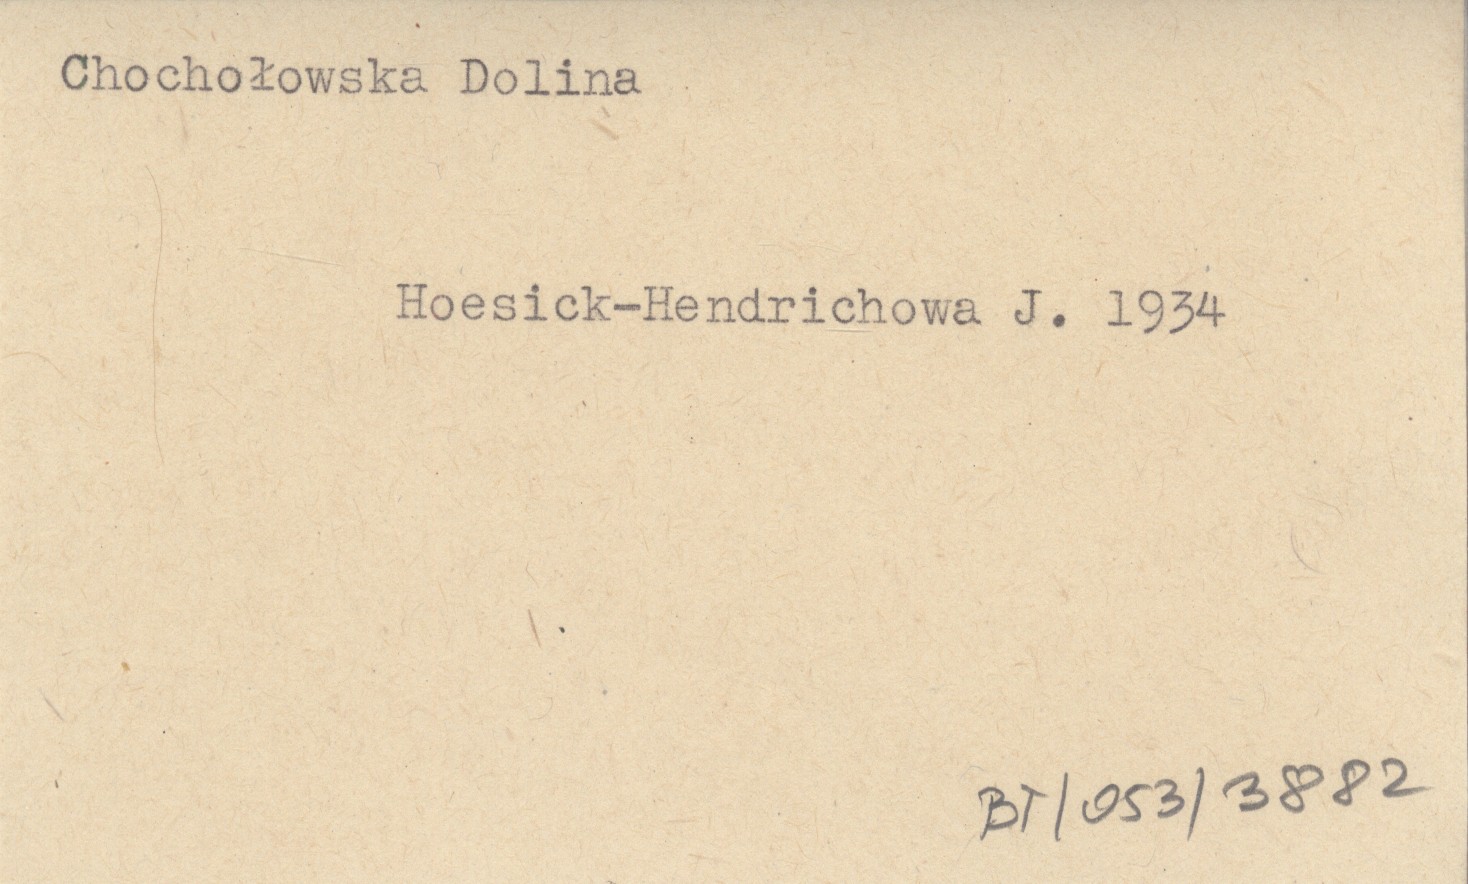 Chochołowska Dolina
Hoesick-Hendrichowa J. 1934
BT/053/3882